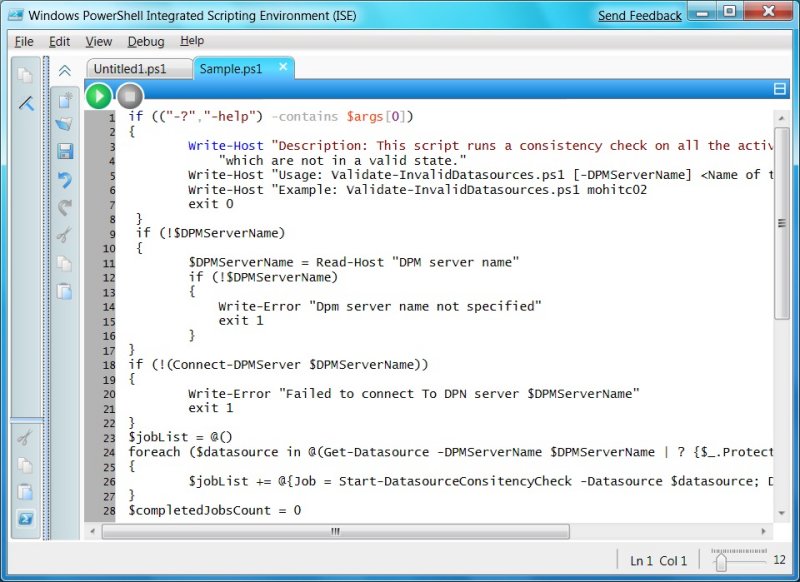 Windows PowerShell Integrated Scripting Environment (ISE)
Send Feedback
File Edit View Debug Help
Untitled1.ps1 Sample.ps1
1 if (("-?","-help") -contains $args[0])
2 {
3 Write-Host "Description: This script runs a consistency check on all the activ
4 "which are not in a valid state."
5 Write-Host "Usage: Validate-InvalidDatasources.ps1 [-DPMServerName] <Name of t
6 Write-Host "Example: Validate-InvalidDatasources.ps1 mohitc02
7 exit 0
8 }
9 if (!$DPMServerName)
10 {
11 $DPMServerName = Read-Host "DPM server name"
12 if (!$DPMServerName)
13 {
14 Write-Error "Dpm server name not specified"
15 exit 1
16 }
17 }
18 if (!(Connect-DPMServer $DPMServerName))
19 {
20 Write-Error "Failed to connect To DPN server $DPMServerName"
21 exit 1
22 }
23 $jobList = @()
24 foreach ($datasource in @(Get-Datasource -DPMServerName $DPMServerName | ? {$_.Protect
25 {
26 $jobList += @{Job = Start-DatasourceConsitencyCheck -Datasource $datasource; D
27 }
28 $completedJobsCount = 0
Ln 1 Col 1 12